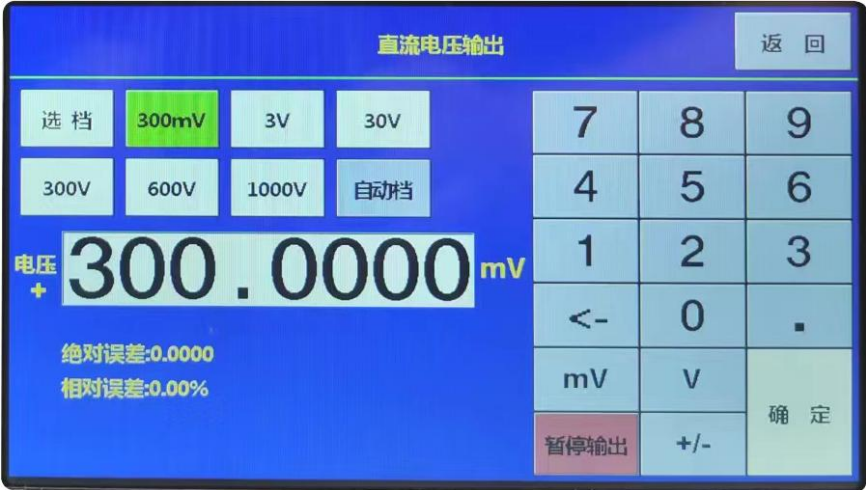 直流电压输出
返 回
选 档 300mV 3V 30V
300V 600V 1000V 自动档
电压
+
300.0000 mV
绝对误差:0.0000
相对误差:0.00%
7 8 9
4 5 6
1 2 3
<- 0 .
mV V
确 定
暂停输出 +/-